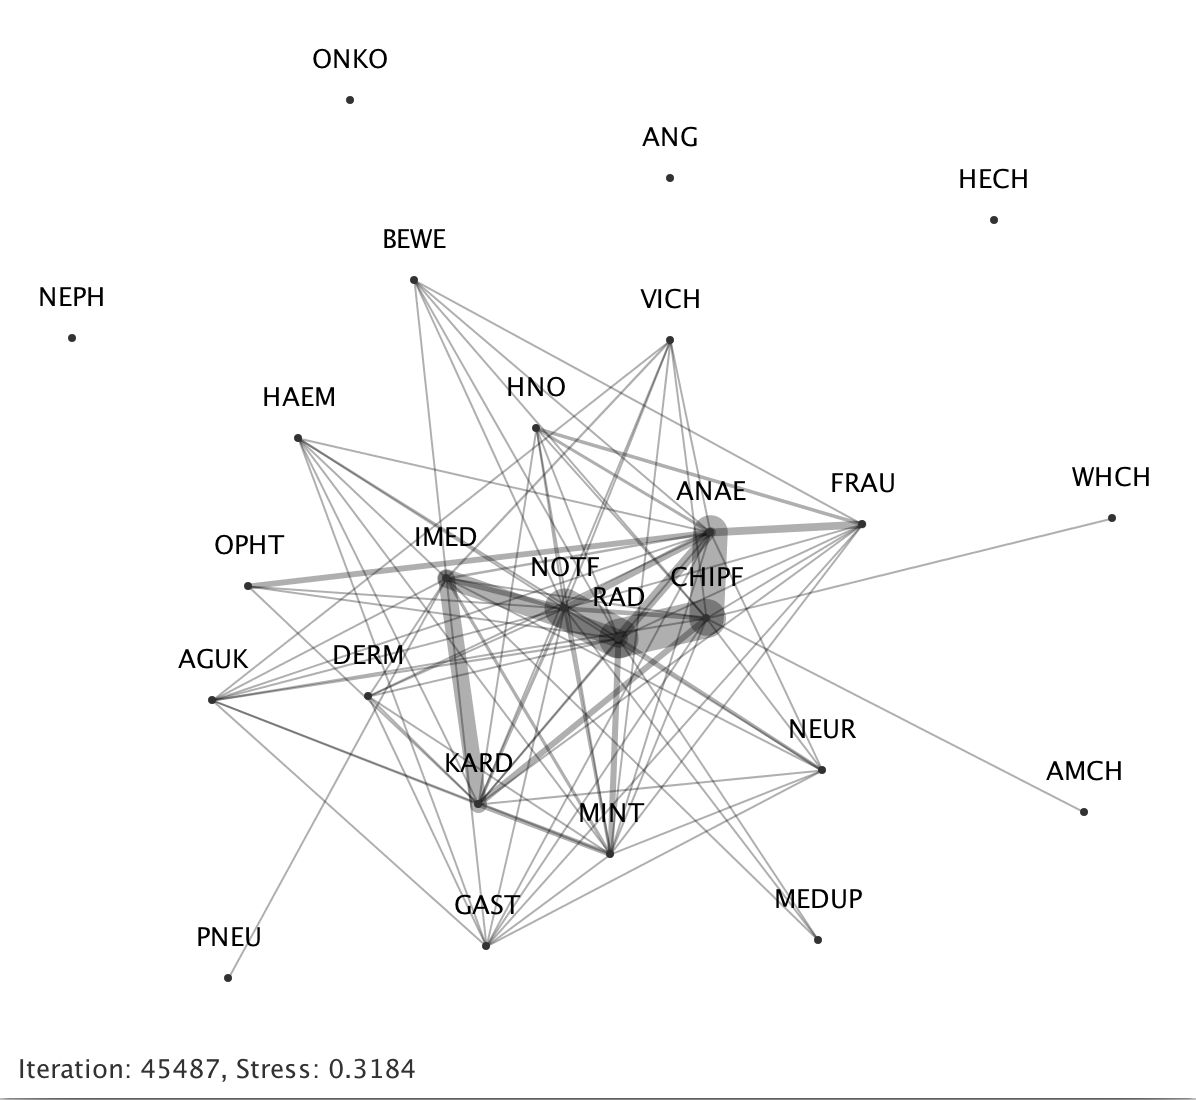 ONKO
ANG
HECH
BEWE
NEPH
VICH
HNO
HAEM
WHCH
FRAU
ANAE
IMED
OPHT
NOTF
CHIPF
RAD
DERM
AGUK
NEUR
KARD
AMCH
MINT
MEDUP
GAST
PNEU
Iteration: 45487, Stress: 0.3184